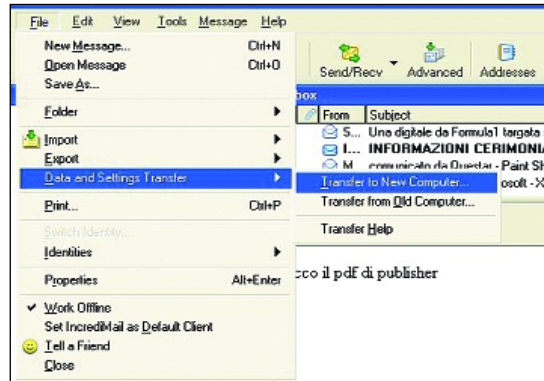 File Edit View Tools Message Help
New Message... Ctrl+N
Open Message Ctrl+O
Save As...
Folder
Import
Export
Data and Settings Transfer
Print... Ctrl+P
Switch Identity...
Identities
Properties Alt+Enter
Work Offline
Set IncrediMail as Default Client
Tell a Friend
Close
Send/Recv Advanced Addresses
box
From Subject
S... Una digitale da Formula1 targata
I... INFORMAZIONI CERIMONIA
M comunicato da Questar - Paint Sh
osoft - X
Transfer to New Computer...
Transfer from Old Computer...
Transfer Help
cco il pdf di publisher